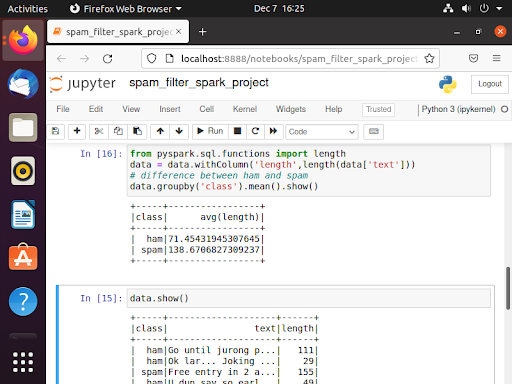 Activities Firefox Web Browser Dec 7 16:25
spam_filter_spark_project
localhost:8888/notebooks/spam_filter_spark_project
jupyter spam_filter_spark_project Logout
File Edit View Insert Cell Kernel Widgets Help Trusted Python 3 (ipykernel)
Run Code
In [16]: from pyspark.sql.functions import length
data = data.withColumn('length',length(data['text']))
# difference between ham and spam
data.groupby('class').mean().show()
+-----+-----------------+
|class| avg(length)|
+-----+-----------------+
| ham|71.45431945307645|
| spam|138.6706827309237|
+-----+-----------------+
In [15]: data.show()
+-----+--------------------+------+
|class| text|length|
+-----+--------------------+------+
| ham|Go until jurong p...| 111|
| ham|Ok lar... Joking ...| 29|
| spam|Free entry in 2 a...| 155|
| ham|U dun say so earl...| 49|